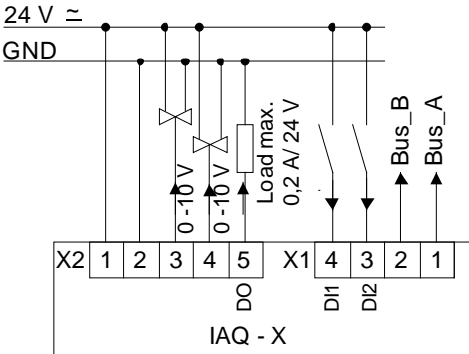 24 V ≃
GND
0 -10 V
0 -10 V
Load max.
0,2 A/ 24 V
Bus_B
Bus_A
X2 1 2 3 4 5 X1 4 3 2 1
DO DI1 DI2
IAQ - X